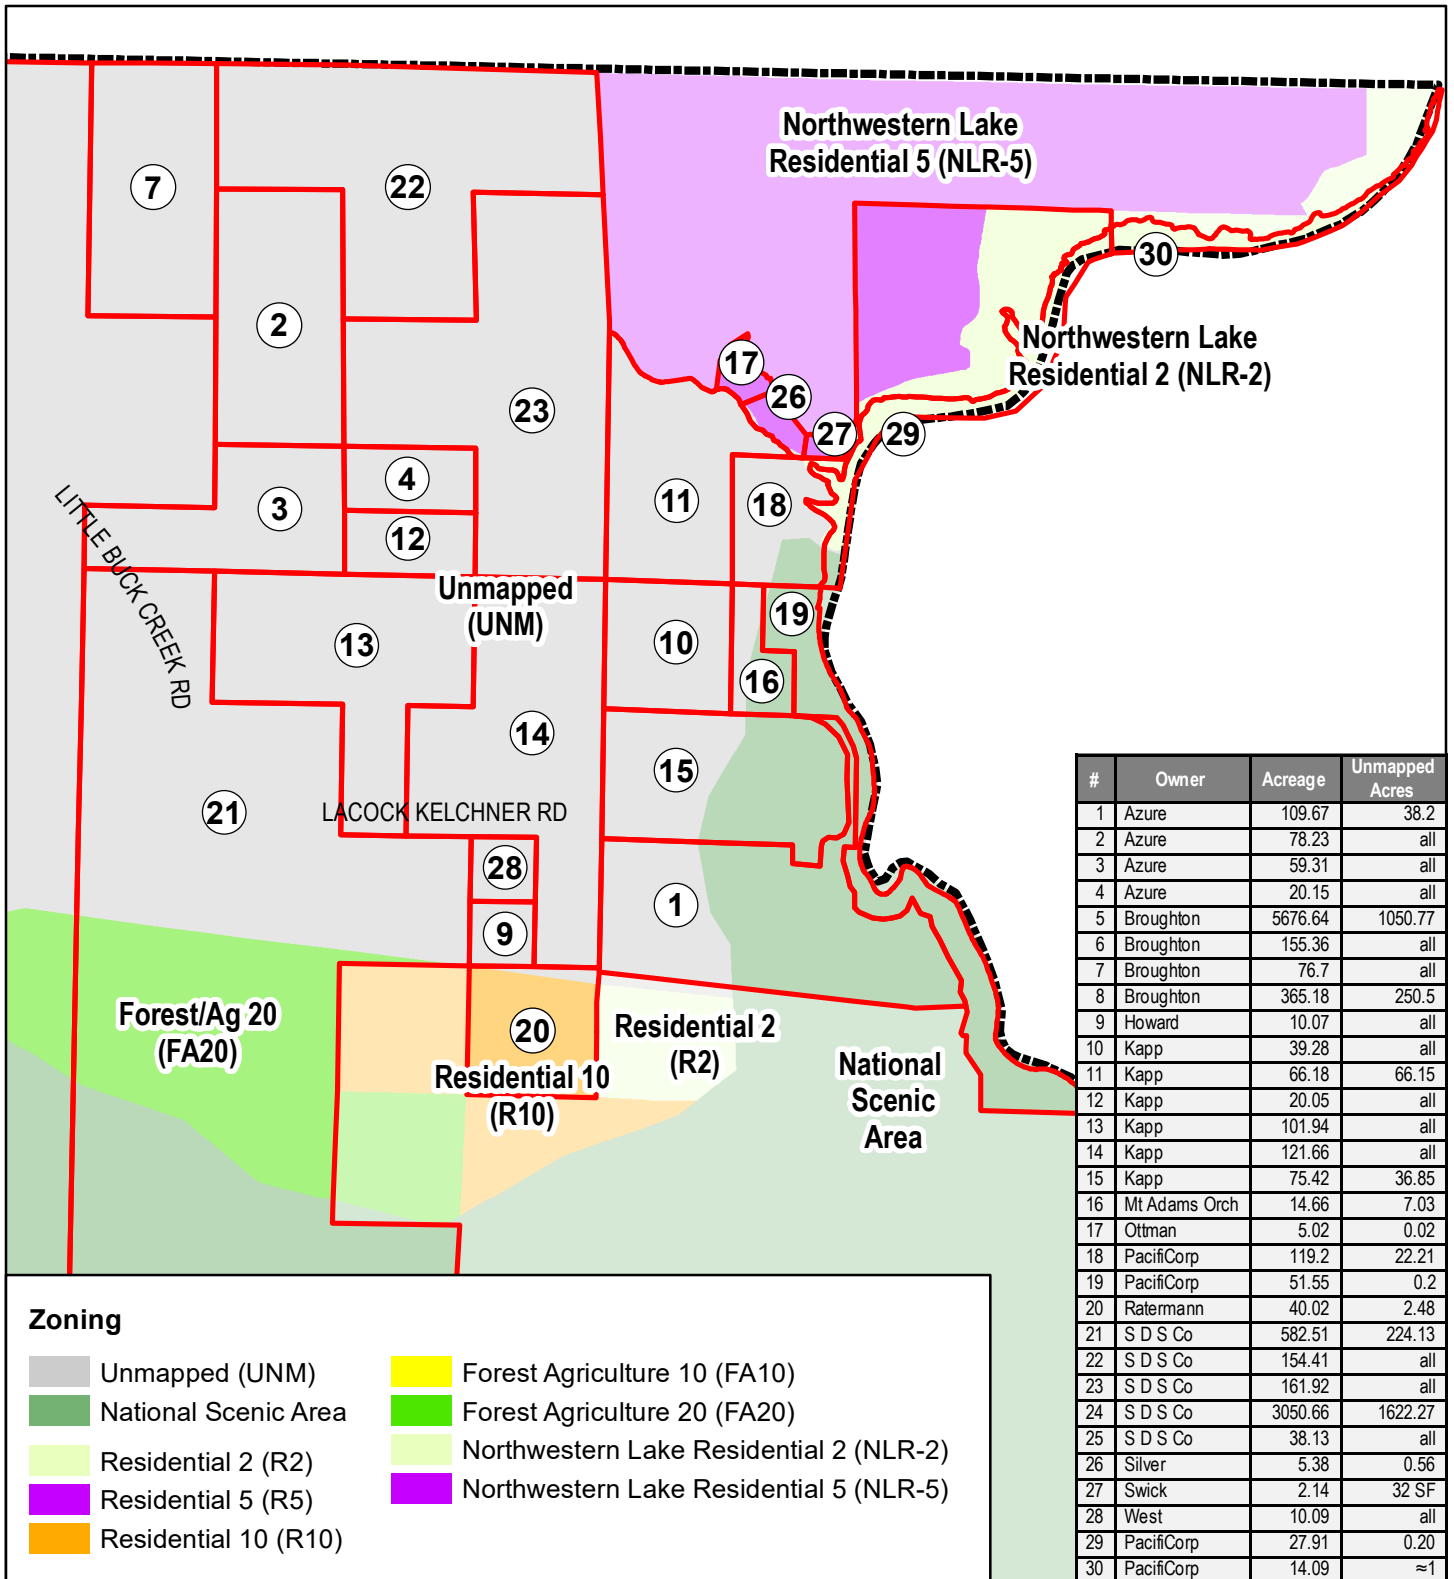 Northwestern Lake
Residential 5 (NLR-5)
7
22
30
2
Northwestern Lake
Residential 2 (NLR-2)
17
26
23
27
29
4
11
18
3
12
LITTLE BUCK CREEK RD
Unmapped
(UNM)
19
13
10
16
14
15
21
LACOCK KELCHNER RD
28
1
9
Forest/Ag 20
(FA20)
20
Residential 2
(R2)
Residential 10
(R10)
National
Scenic
Area
# Owner Acreage Unmapped Acres
1 Azure 109.67 38.2
2 Azure 78.23 all
3 Azure 59.31 all
4 Azure 20.15 all
5 Broughton 5676.64 1050.77
6 Broughton 155.36 all
7 Broughton 76.7 all
8 Broughton 365.18 250.5
9 Howard 10.07 all
10 Kapp 39.28 all
11 Kapp 66.18 66.15
12 Kapp 20.05 all
13 Kapp 101.94 all
14 Kapp 121.66 all
15 Kapp 75.42 36.85
16 Mt Adams Orch 14.66 7.03
17 Ottman 5.02 0.02
18 PacifiCorp 119.2 22.21
19 PacifiCorp 51.55 0.2
20 Ratermann 40.02 2.48
21 S D S Co 582.51 224.13
22 S D S Co 154.41 all
23 S D S Co 161.92 all
24 S D S Co 3050.66 1622.27
25 S D S Co 38.13 all
26 Silver 5.38 0.56
27 Swick 2.14 32 SF
28 West 10.09 all
29 PacifiCorp 27.91 0.20
30 PacifiCorp 14.09 ≈1
Zoning
Unmapped (UNM)
National Scenic Area
Residential 2 (R2)
Residential 5 (R5)
Residential 10 (R10)
Forest Agriculture 10 (FA10)
Forest Agriculture 20 (FA20)
Northwestern Lake Residential 2 (NLR-2)
Northwestern Lake Residential 5 (NLR-5)